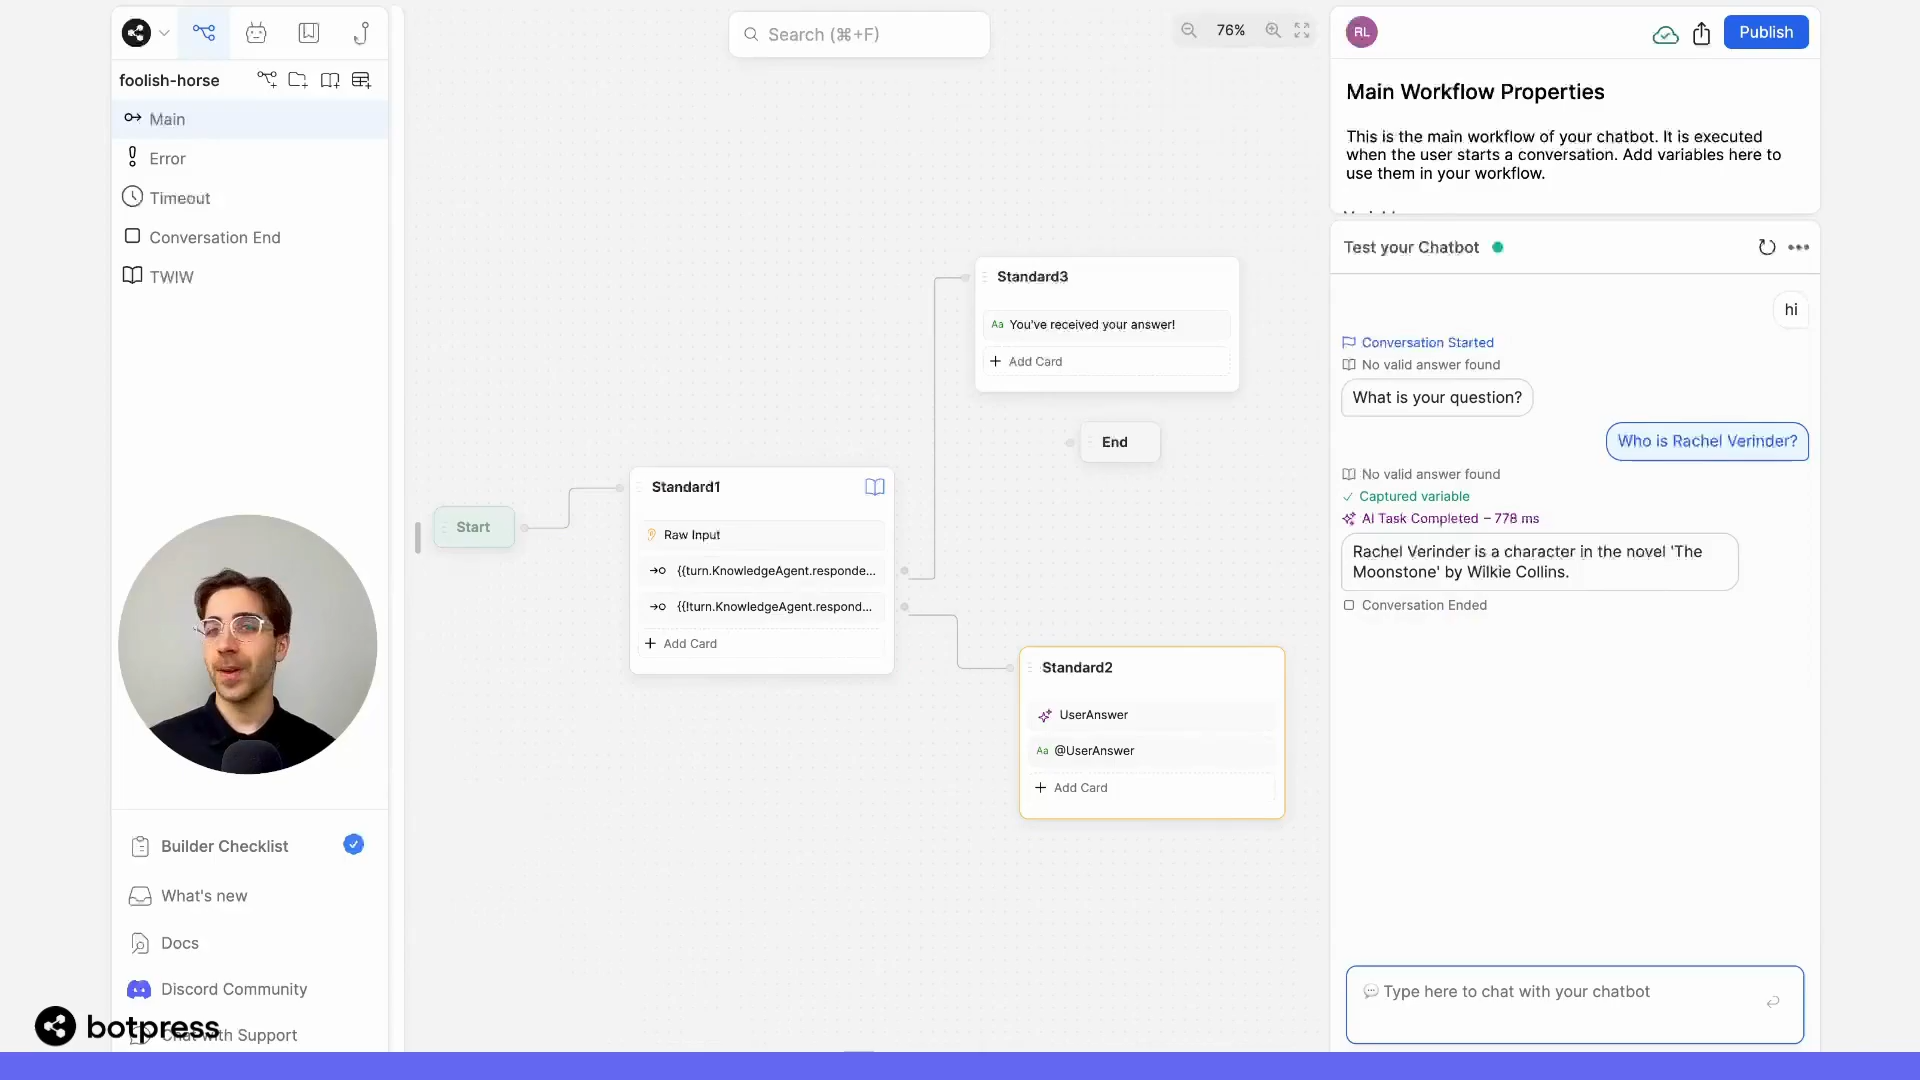 foolish-horse
Main
Error
Timeout
Conversation End
TWIW
Builder Checklist
What's new
Docs
Discord Community
Chat with Support
botpress
Search (⌘+F)
76%
Start
Standard1
Raw Input
{{turn.KnowledgeAgent.responde...
{{!turn.KnowledgeAgent.respond...
+ Add Card
Standard3
Aa You've received your answer!
+ Add Card
End
Standard2
UserAnswer
Aa @UserAnswer
+ Add Card
RL
Publish
Main Workflow Properties
This is the main workflow of your chatbot. It is executed
when the user starts a conversation. Add variables here to
use them in your workflow.
Test your Chatbot
hi
Conversation Started
No valid answer found
What is your question?
Who is Rachel Verinder?
No valid answer found
Captured variable
AI Task Completed – 778 ms
Rachel Verinder is a character in the novel 'The
Moonstone' by Wilkie Collins.
Conversation Ended
Type here to chat with your chatbot